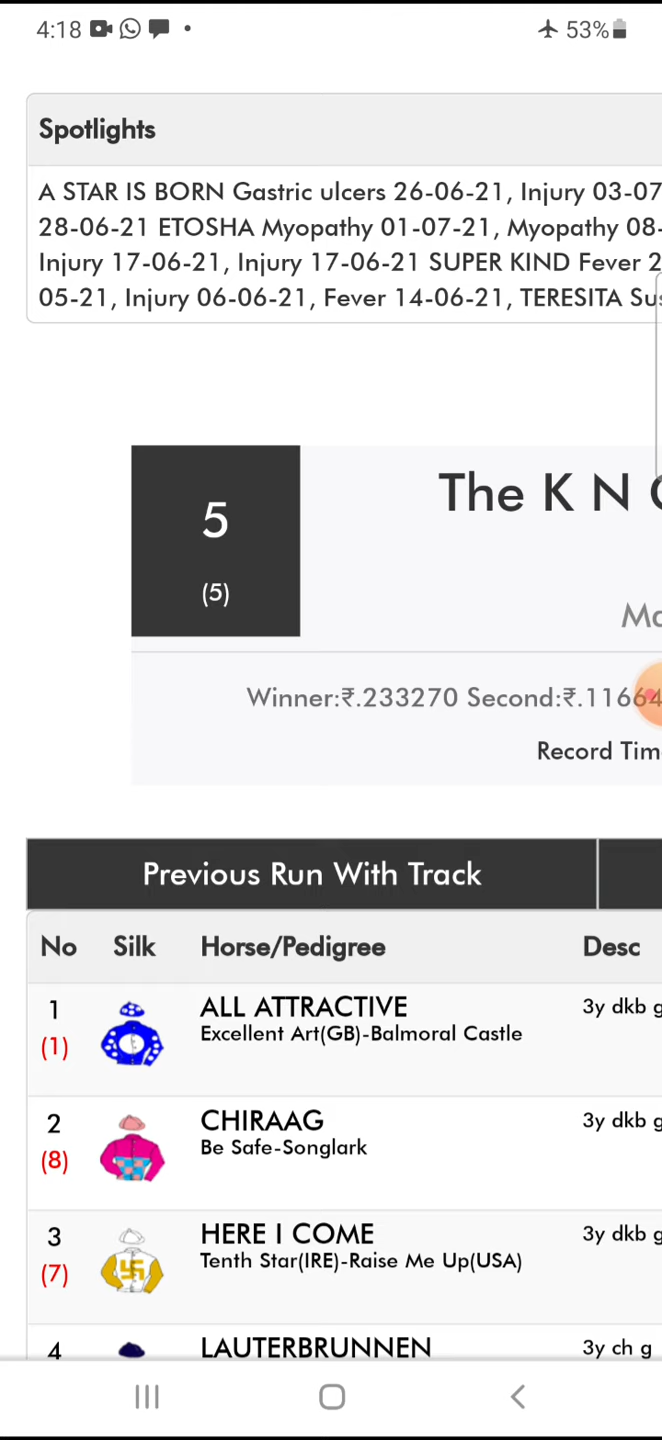 4:18
53%
Spotlights
A STAR IS BORN Gastric ulcers 26-06-21, Injury 03-07
28-06-21 ETOSHA Myopathy 01-07-21, Myopathy 08-
Injury 17-06-21, Injury 17-06-21 SUPER KIND Fever 2
05-21, Injury 06-06-21, Fever 14-06-21, TERESITA Sus
5
The K N
(5)
Winner:₹.233270 Second:₹.11664
Record Tim
Previous Run With Track
No Silk Horse/Pedigree Desc
1 ALL ATTRACTIVE 3y dkb g
(1) Excellent Art(GB)-Balmoral Castle
2 CHIRAAG 3y dkb g
(8) Be Safe-Songlark
3 HERE I COME 3y dkb g
(7) Tenth Star(IRE)-Raise Me Up(USA)
4 LAUTERBRUNNEN 3y ch g